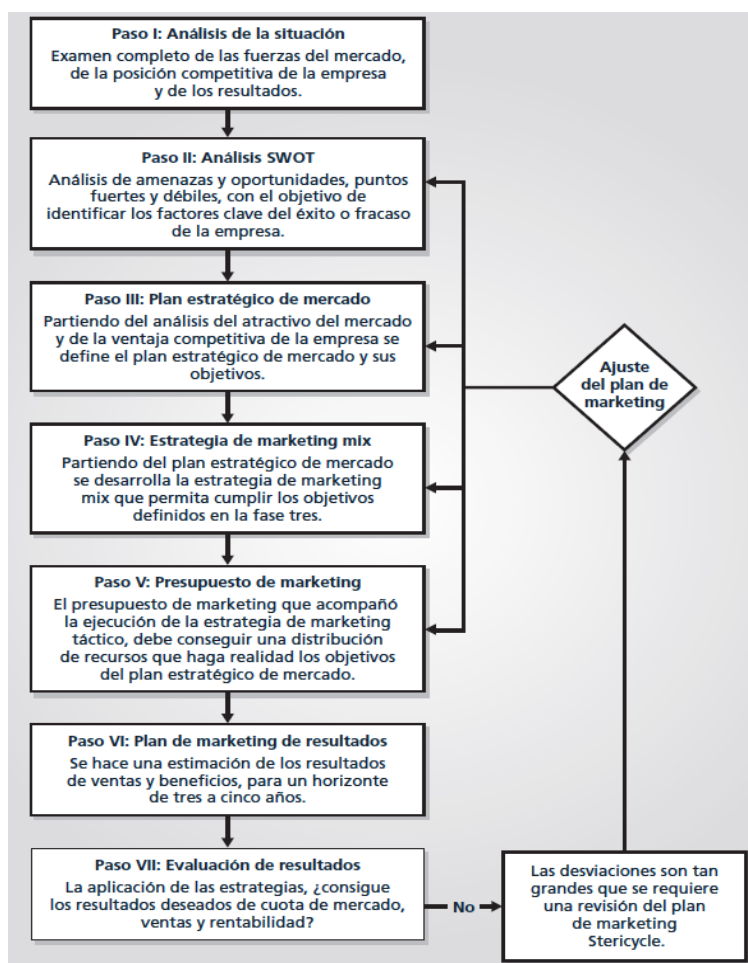 Paso I: Análisis de la situación
Examen completo de las fuerzas del mercado,
de la posición competitiva de la empresa
y de los resultados.
Paso II: Análisis SWOT
Análisis de amenazas y oportunidades, puntos
fuertes y débiles, con el objetivo de
identificar los factores clave del éxito o fracaso
de la empresa.
Paso III: Plan estratégico de mercado
Partiendo del análisis del atractivo del mercado
y de la ventaja competitiva de la empresa se
define el plan estratégico de mercado y sus
objetivos.
Ajuste
del plan de
marketing
Paso IV: Estrategia de marketing mix
Partiendo del plan estratégico de mercado
se desarrolla la estrategia de marketing
mix que permita cumplir los objetivos
definidos en la fase tres.
Paso V: Presupuesto de marketing
El presupuesto de marketing que acompañó
la ejecución de la estrategia de marketing
táctico, debe conseguir una distribución
de recursos que haga realidad los objetivos
del plan estratégico de mercado.
Paso VI: Plan de marketing de resultados
Se hace una estimación de los resultados
de ventas y beneficios, para un horizonte
de tres a cinco años.
Paso VII: Evaluación de resultados
La aplicación de las estrategias, ¿consigue
los resultados deseados de cuota de mercado,
ventas y rentabilidad?
No
Las desviaciones son tan
grandes que se requiere
una revisión del plan
de marketing
Stericycle.